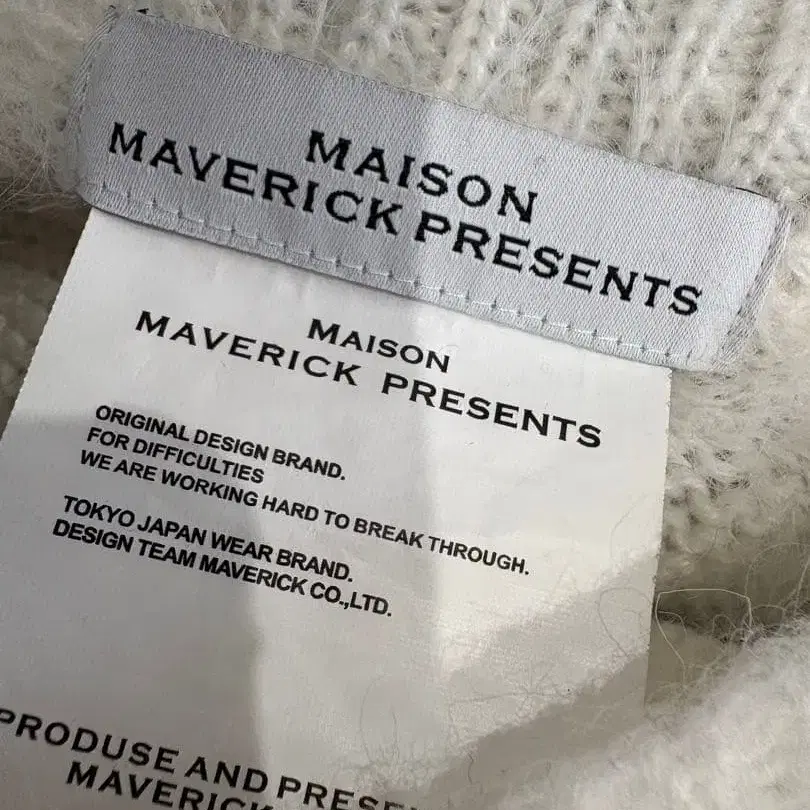 MAISON
MAVERICK PRESENTS
MAISON
MAVERICK PRESENTS
ORIGINAL DESIGN BRAND.
FOR DIFFICULTIES
WE ARE WORKING HARD TO BREAK THROUGH.
TOKYO JAPAN WEAR BRAND.
DESIGN TEAM MAVERICK CO.,LTD.
PRODUSE AND PRESE
MAVERICK